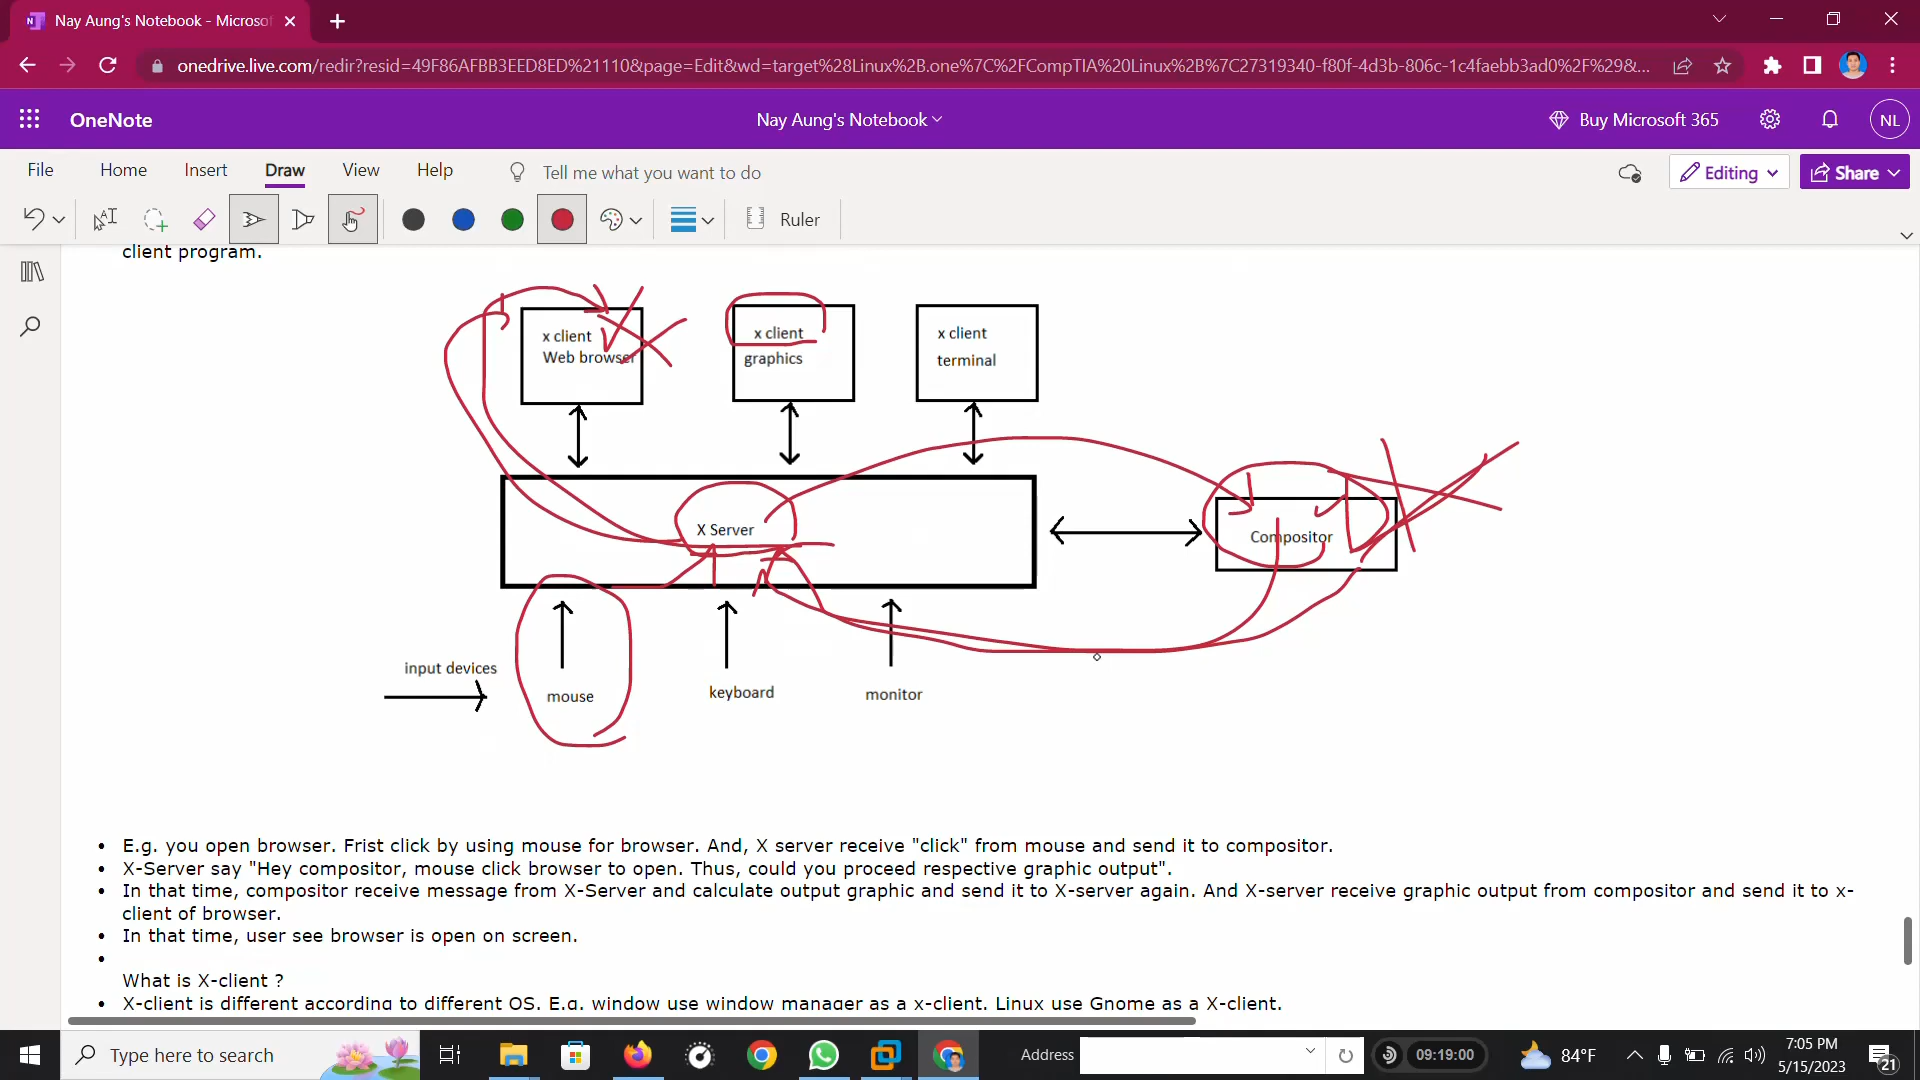 Nay Aung's Notebook - Microsof
onedrive.live.com/redir?resid=49F86AFBB3EED8ED%21110&page=Edit&wd=target%28Linux%2B.one%7C%2FCompTIA%20Linux%2B%7C27319340-f80f-4d3b-806c-1c4faebb3ad0%2F%29&...
OneNote
Nay Aung's Notebook
Buy Microsoft 365
NL
File Home Insert Draw View Help Tell me what you want to do
Editing
Share
Ruler
client program.
x client
Web browser
x client
graphics
x client
terminal
X Server
Compositor
input devices
mouse
keyboard
monitor
• E.g. you open browser. Frist click by using mouse for browser. And, X server receive "click" from mouse and send it to compositor.
• X-Server say "Hey compositor, mouse click browser to open. Thus, could you proceed respective graphic output".
• In that time, compositor receive message from X-Server and calculate output graphic and send it to X-server again. And X-server receive graphic output from compositor and send it to x-
client of browser.
• In that time, user see browser is open on screen.
•
What is X-client ?
• X-client is different according to different OS. E.g. window use window manager as a x-client. Linux use Gnome as a X-client.
Type here to search
Address
09:19:00
84°F
7:05 PM
5/15/2023
21